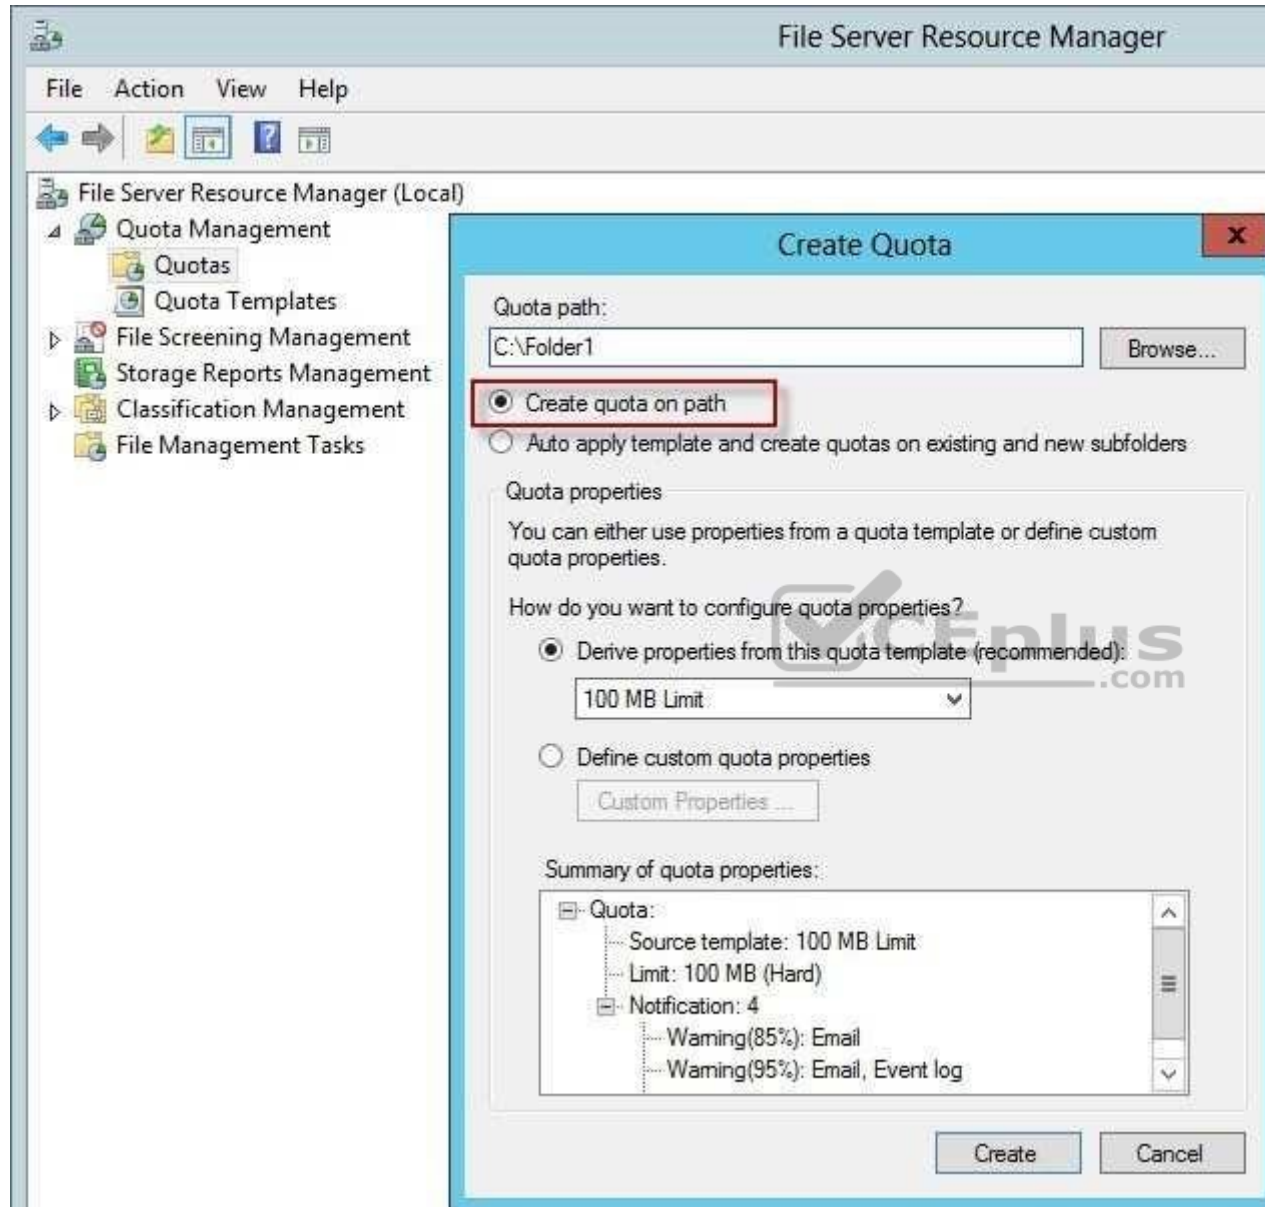 File Server Resource Manager
File Action View Help
File Server Resource Manager (Local)
Quota Management
Quotas
Quota Templates
File Screening Management
Storage Reports Management
Classification Management
File Management Tasks
Create Quota
x
Quota path:
C:\Folder1
Browse...
Create quota on path
Auto apply template and create quotas on existing and new subfolders
Quota properties
You can either use properties from a quota template or define custom
quota properties.
How do you want to configure quota properties?
Derive properties from this quota template (recommended):
100 MB Limit
Define custom quota properties
Custom Properties ...
Summary of quota properties:
Quota:
Source template: 100 MB Limit
Limit: 100 MB (Hard)
Notification: 4
Warning(85%): Email
Warning(95%): Email, Event log
Create
Cancel
CEplus
.com